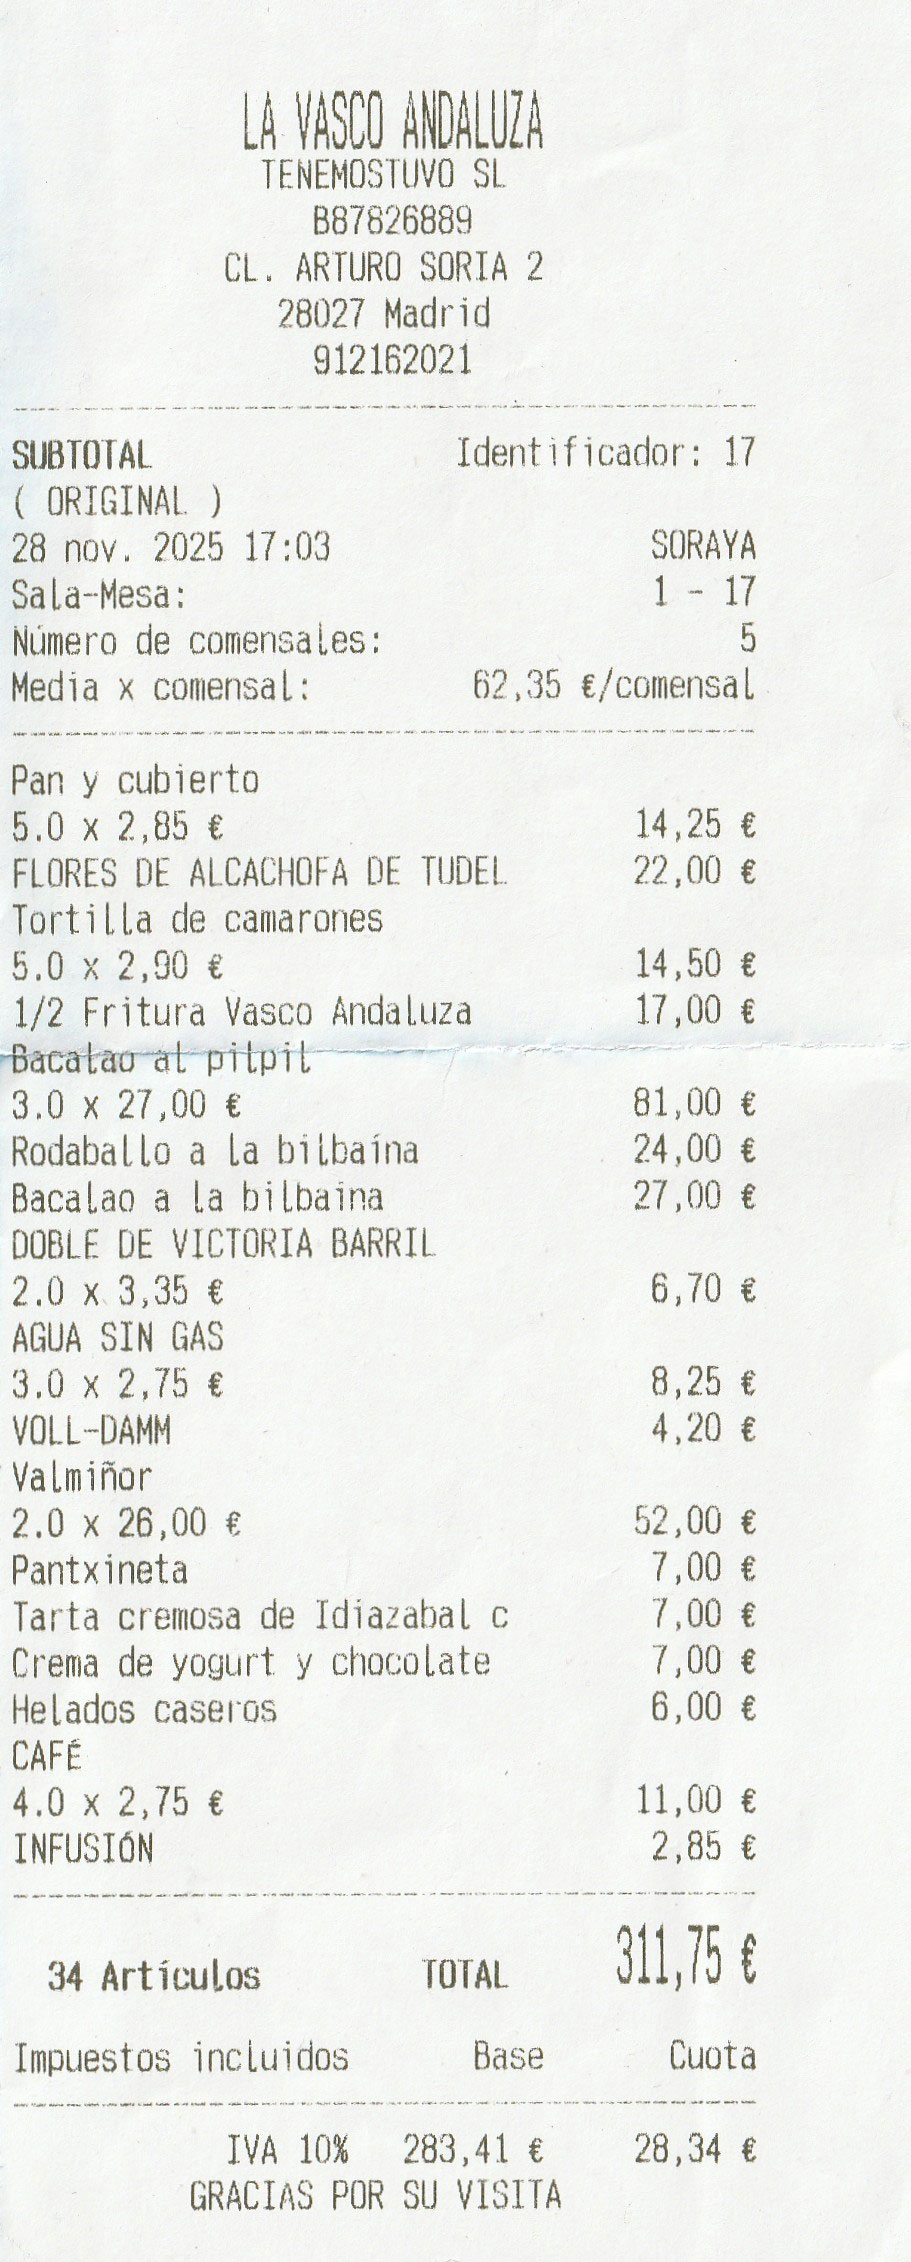 LA VASCO ANDALUZA
TENEMOSTUVO SL
B87826889
CL. ARTURO SORIA 2
28027 Madrid
912162021
SUBTOTAL Identificador: 17
( ORIGINAL )
28 nov. 2025 17:03 SORAYA
Sala-Mesa: 1 - 17
Número de comensales: 5
Media x comensal: 62,35 €/comensal
Pan y cubierto
5.0 x 2,85 € 14,25 €
FLORES DE ALCACHOFA DE TUDEL 22,00 €
Tortilla de camarones
5.0 x 2,90 € 14,50 €
1/2 Fritura Vasco Andaluza 17,00 €
Bacalao al pilpil
3.0 x 27,00 € 81,00 €
Rodaballo a la bilbaína 24,00 €
Bacalao a la bilbaina 27,00 €
DOBLE DE VICTORIA BARRIL
2.0 x 3,35 € 6,70 €
AGUA SIN GAS
3.0 x 2,75 € 8,25 €
VOLL-DAMM 4,20 €
Valmiñor
2.0 x 26,00 € 52,00 €
Pantxineta 7,00 €
Tarta cremosa de Idiazabal c 7,00 €
Crema de yogurt y chocolate 7,00 €
Helados caseros 6,00 €
CAFÉ
4.0 x 2,75 € 11,00 €
INFUSIÓN 2,85 €
34 Artículos TOTAL 311,75 €
Impuestos incluidos Base Cuota
IVA 10% 283,41 € 28,34 €
GRACIAS POR SU VISITA